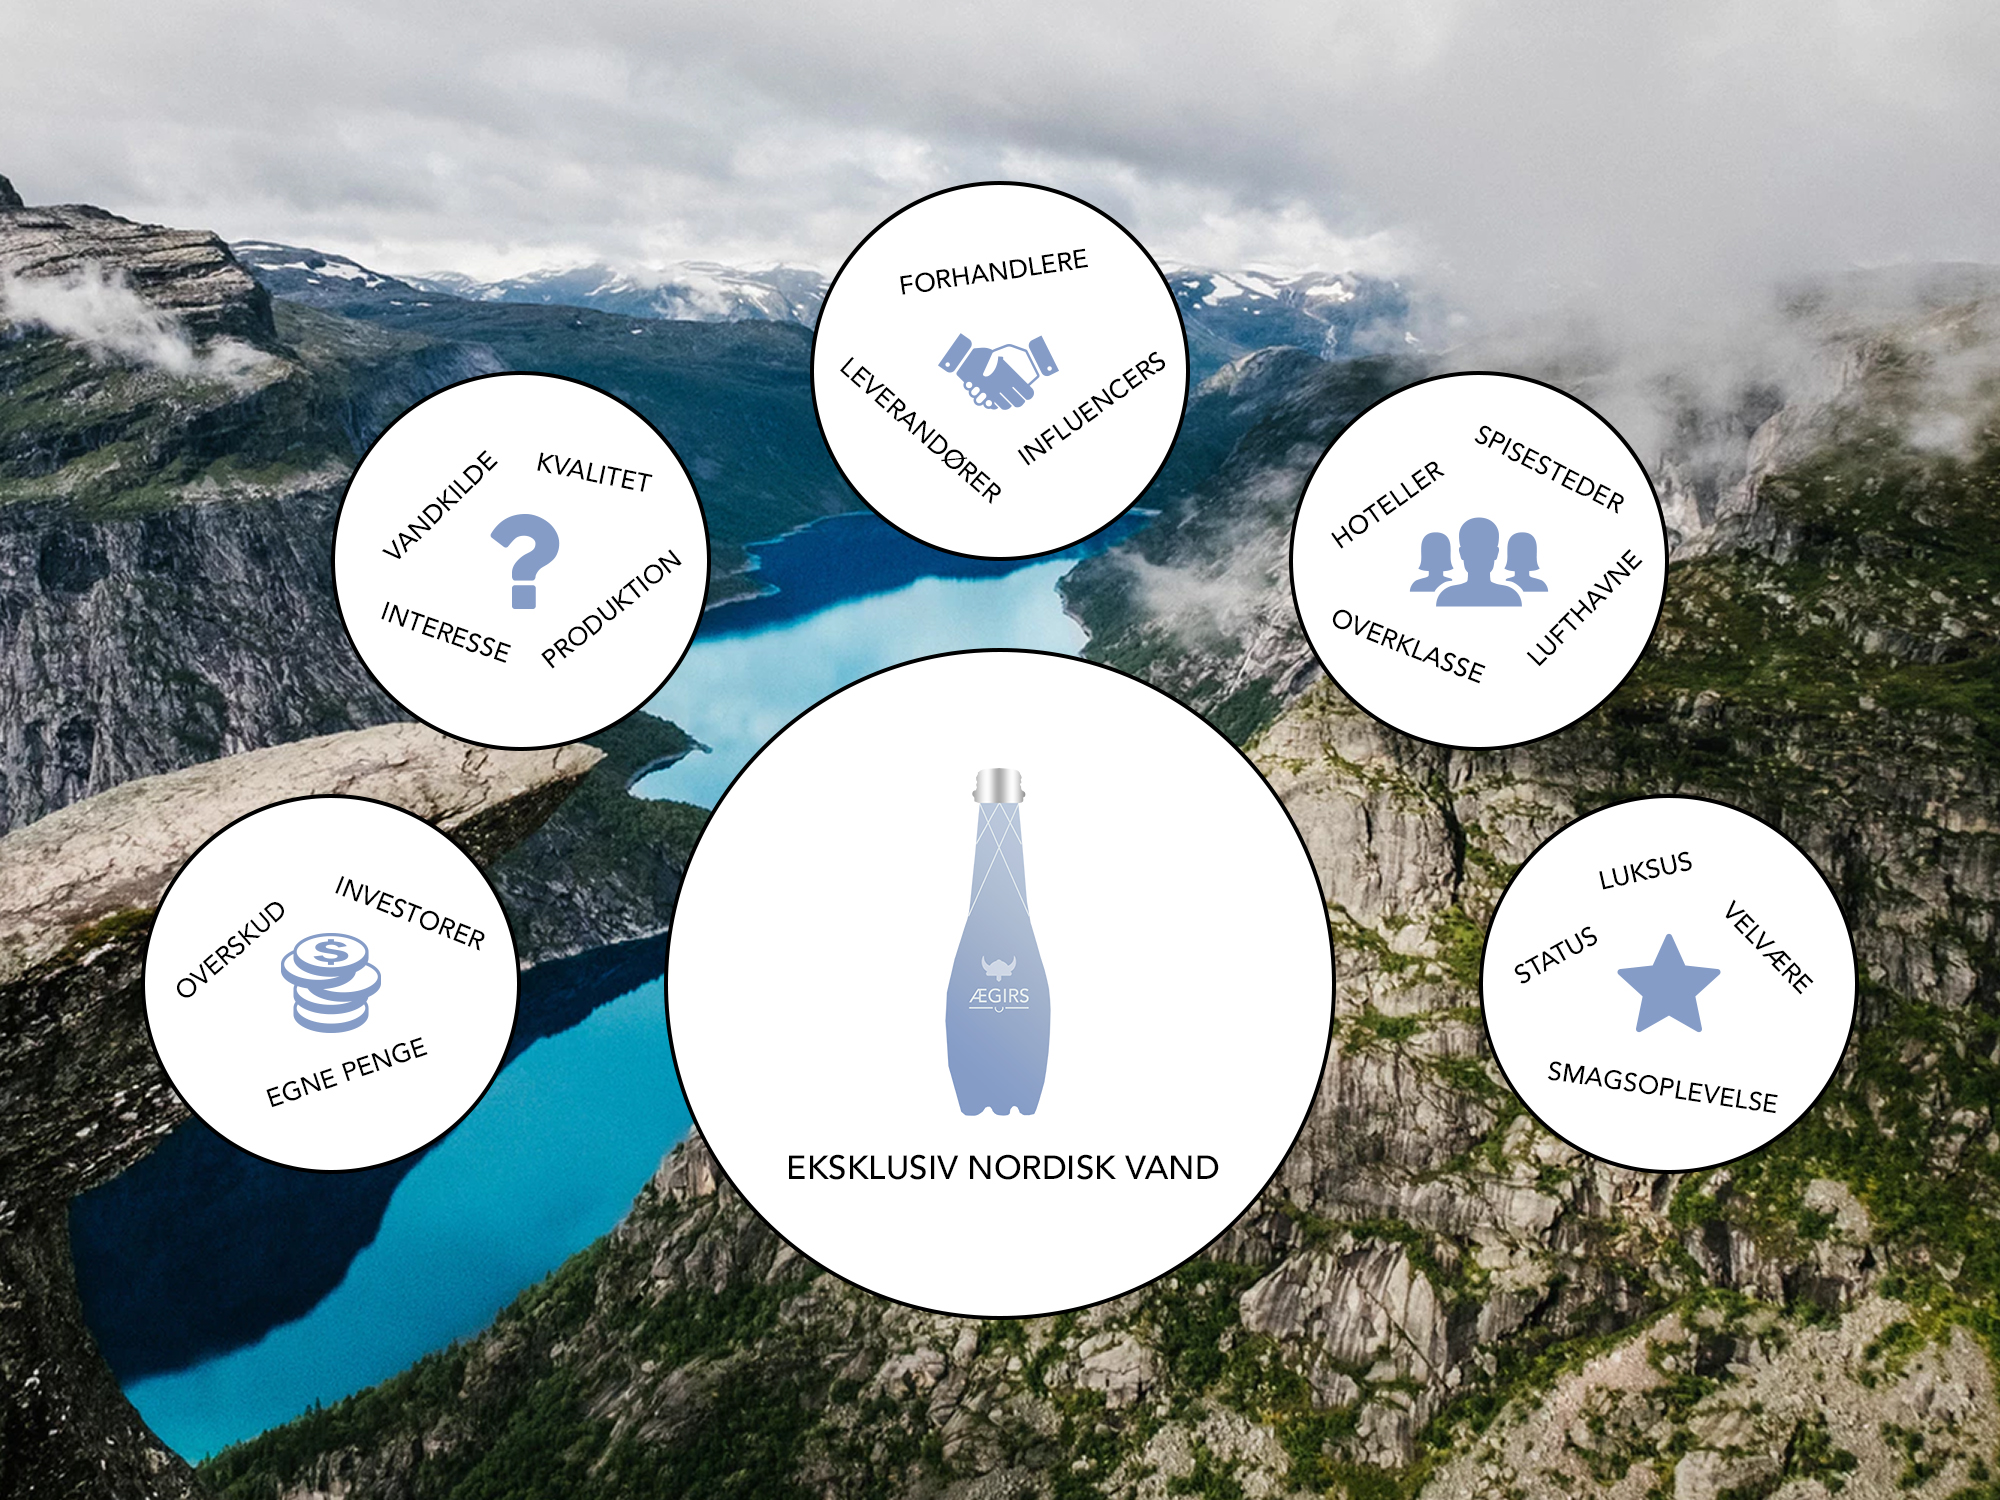 FORHANDLERE
LEVERANDØRER
INFLUENCERS
VANDKILDE
KVALITET
INTERESSE
PRODUKTION
HOTELLER
SPISESTEDER
OVERKLASSE
LUFTHAVNE
OVERSKUD
INVESTORER
EGNE PENGE
$
ÆGIRS
EKSKLUSIV NORDISK VAND
LUKSUS
STATUS
VELVÆRE
SMAGSOPLEVELSE